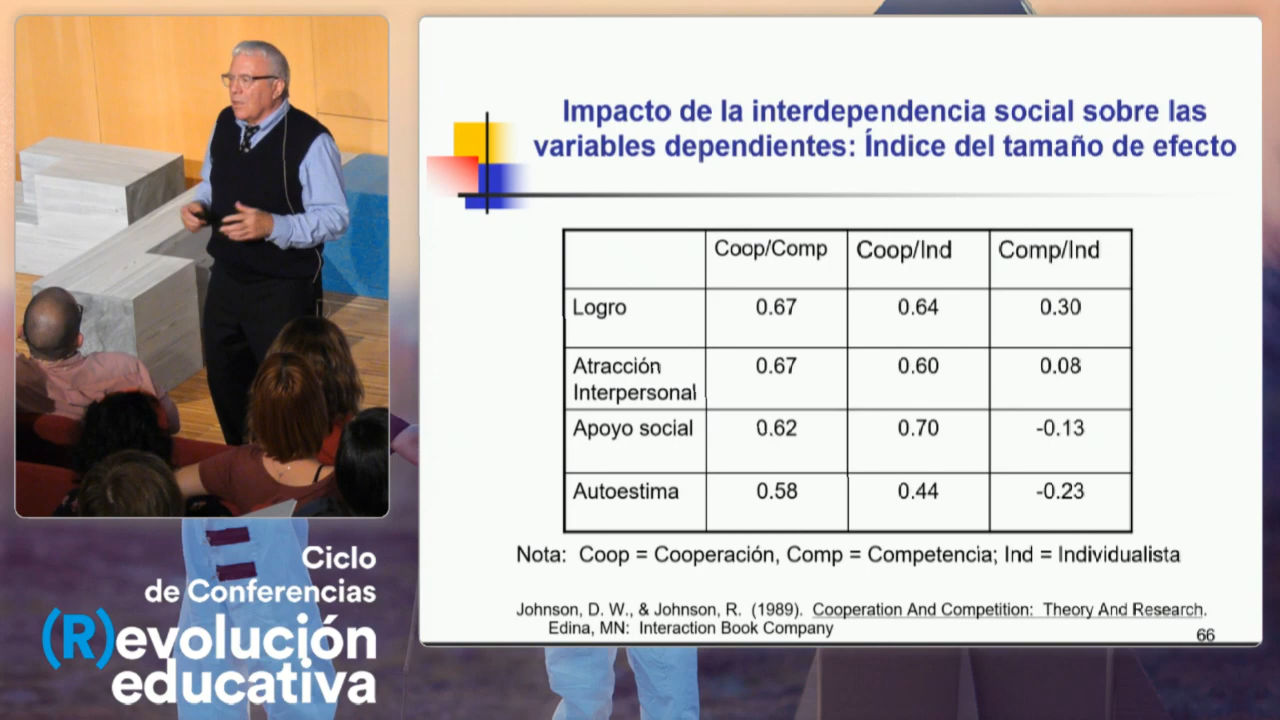 Impacto de la interdependencia social sobre las
variables dependientes: Índice del tamaño de efecto
Coop/Comp Coop/Ind Comp/Ind
Logro 0.67 0.64 0.30
Atracción
Interpersonal 0.67 0.60 0.08
Apoyo social 0.62 0.70 -0.13
Autoestima 0.58 0.44 -0.23
Nota: Coop = Cooperación, Comp = Competencia; Ind = Individualista
Johnson, D. W., & Johnson, R. (1989). Cooperation And Competition: Theory And Research.
Edina, MN: Interaction Book Company
66
Ciclo
de Conferencias
(R)evolución
educativa